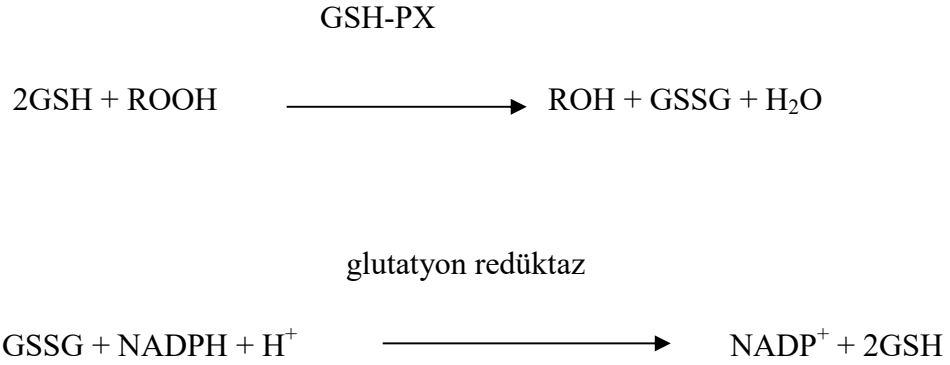 GSH-PX
2GSH + ROOH ROH + GSSG + H₂O
glutatyon redüktaz
GSSG + NADPH + H⁺ NADP⁺ + 2GSH